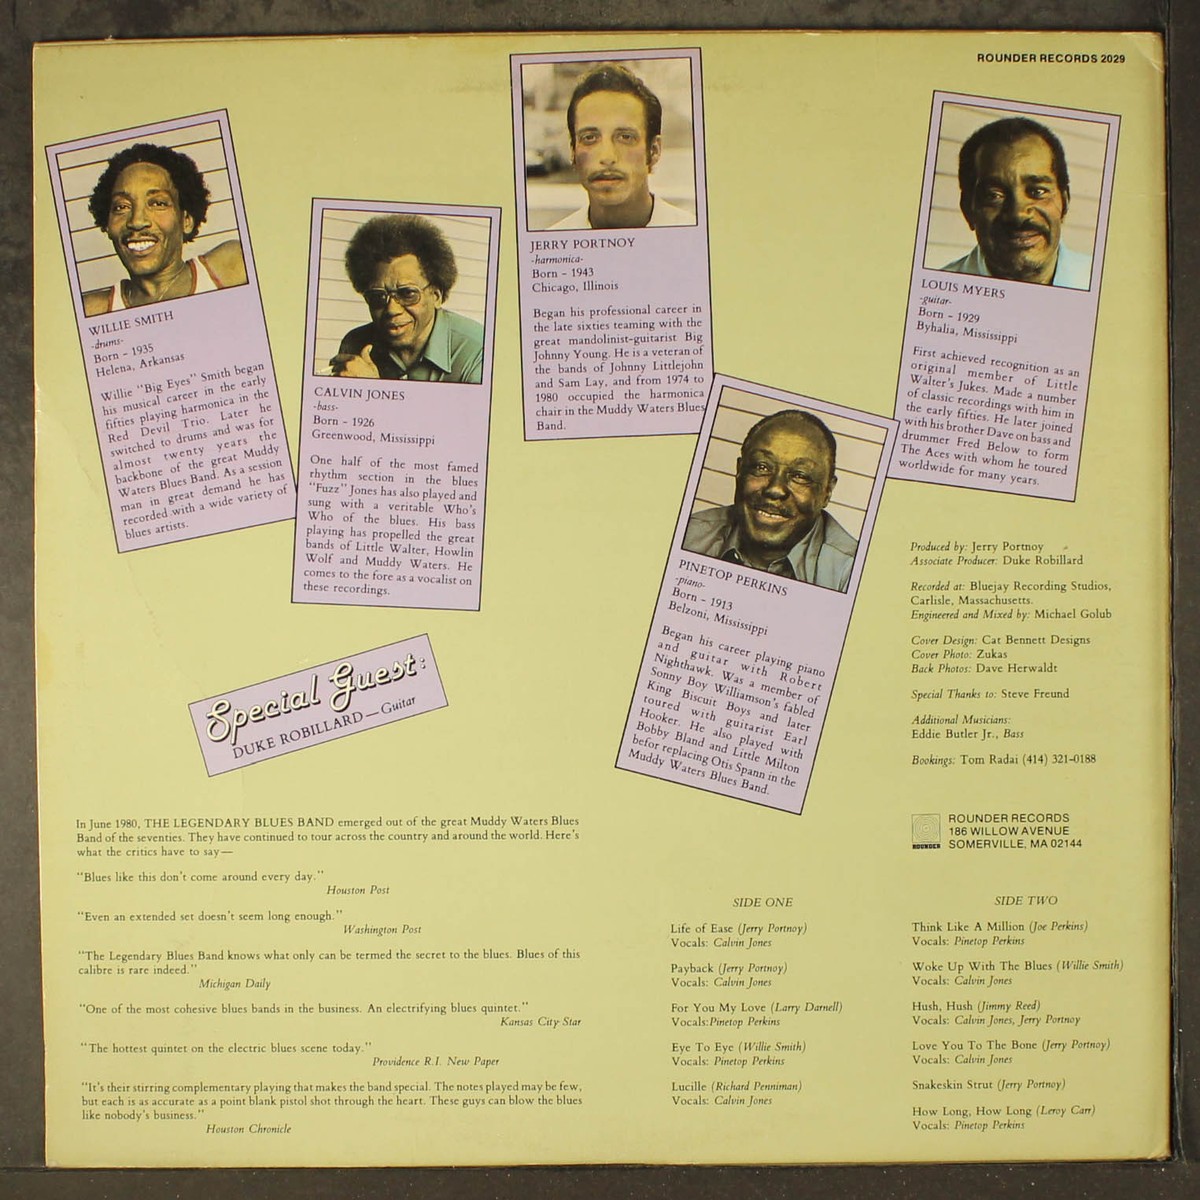 ROUNDER RECORDS 2029
WILLIE SMITH
-drums-
Born - 1935
Helena, Arkansas
Willie "Big Eyes" Smith began
his musical career in the early
fifties playing harmonica in the
Red Devil Trio. Later he
switched to drums and was for
almost twenty years the
backbone of the great Muddy
Waters Blues Band. As a session
man in great demand he has
recorded with a wide variety of
blues artists.
CALVIN JONES
-bass-
Born - 1926
Greenwood, Mississippi
One half of the most famed
rhythm section in the blues
"Fuzz" Jones has also played and
sung with a veritable Who's
Who of the blues. His bass
playing has propelled the great
bands of Little Walter, Howlin
Wolf and Muddy Waters. He
comes to the fore as a vocalist on
these recordings.
JERRY PORTNOY
-harmonica-
Born - 1943
Chicago, Illinois
Began his professional career in
the late sixties teaming with the
great mandolinist-guitarist Big
Johnny Young. He is a veteran of
the bands of Johnny Littlejohn
and Sam Lay, and from 1974 to
1980 occupied the harmonica
chair in the Muddy Waters Blues
Band.
PINETOP PERKINS
-piano-
Born - 1913
Belzoni, Mississippi
Began his career playing piano
and guitar with Robert
Nighthawk. Was a member of
Sonny Boy Williamson's fabled
King Biscuit Boys and later
toured with guitarist Earl
Hooker. He also played with
Bobby Bland and Little Milton
befor replacing Otis Spann in the
Muddy Waters Blues Band.
LOUIS MYERS
-guitar-
Born - 1929
Byhalia, Mississippi
First achieved recognition as an
original member of Little
Walter's Jukes. Made a number
of classic recordings with him in
the early fifties. He later joined
with his brother Dave on bass and
drummer Fred Below to form
The Aces with whom he toured
worldwide for many years.
Special Guest:
DUKE ROBILLARD — Guitar
Produced by: Jerry Portnoy
Associate Producer: Duke Robillard
Recorded at: Bluejay Recording Studios,
Carlisle, Massachusetts.
Engineered and Mixed by: Michael Golub
Cover Design: Cat Bennett Designs
Cover Photo: Zukas
Back Photos: Dave Herwaldt
Special Thanks to: Steve Freund
Additional Musicians:
Eddie Butler Jr., Bass
Bookings: Tom Radai (414) 321-0188
ROUNDER
ROUNDER RECORDS
186 WILLOW AVENUE
SOMERVILLE, MA 02144
In June 1980, THE LEGENDARY BLUES BAND emerged out of the great Muddy Waters Blues
Band of the seventies. They have continued to tour across the country and around the world. Here's
what the critics have to say—
"Blues like this don't come around every day."
Houston Post
"Even an extended set doesn't seem long enough."
Washington Post
"The Legendary Blues Band knows what only can be termed the secret to the blues. Blues of this
calibre is rare indeed."
Michigan Daily
"One of the most cohesive blues bands in the business. An electrifying blues quintet."
Kansas City Star
"The hottest quintet on the electric blues scene today."
Providence R.I. New Paper
"It's their stirring complementary playing that makes the band special. The notes played may be few,
but each is as accurate as a point blank pistol shot through the heart. These guys can blow the blues
like nobody's business."
Houston Chronicle
SIDE ONE
Life of Ease (Jerry Portnoy)
Vocals: Calvin Jones
Payback (Jerry Portnoy)
Vocals: Calvin Jones
For You My Love (Larry Darnell)
Vocals:Pinetop Perkins
Eye To Eye (Willie Smith)
Vocals: Pinetop Perkins
Lucille (Richard Penniman)
Vocals: Calvin Jones
SIDE TWO
Think Like A Million (Joe Perkins)
Vocals: Pinetop Perkins
Woke Up With The Blues (Willie Smith)
Vocals: Calvin Jones
Hush, Hush (Jimmy Reed)
Vocals: Calvin Jones, Jerry Portnoy
Love You To The Bone (Jerry Portnoy)
Vocals: Calvin Jones
Snakeskin Strut (Jerry Portnoy)
How Long, How Long (Leroy Carr)
Vocals: Pinetop Perkins